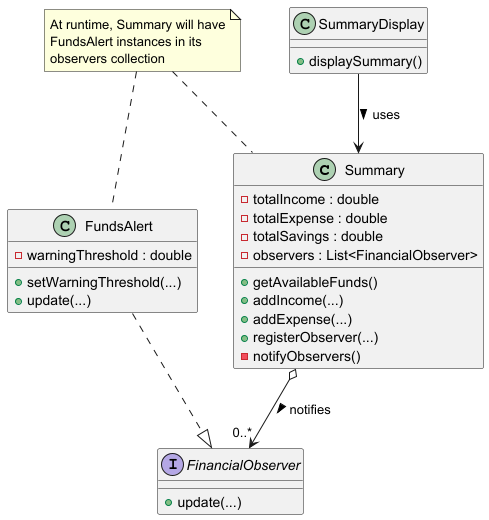 At runtime, Summary will have
FundsAlert instances in its
observers collection
C SummaryDisplay
displaySummary()
uses
C Summary
totalIncome : double
totalExpense : double
totalSavings : double
observers : List<FinancialObserver>
getAvailableFunds()
addIncome(...)
addExpense(...)
registerObserver(...)
notifyObservers()
C FundsAlert
warningThreshold : double
setWarningThreshold(...)
update(...)
notifies
0..*
I FinancialObserver
update(...)